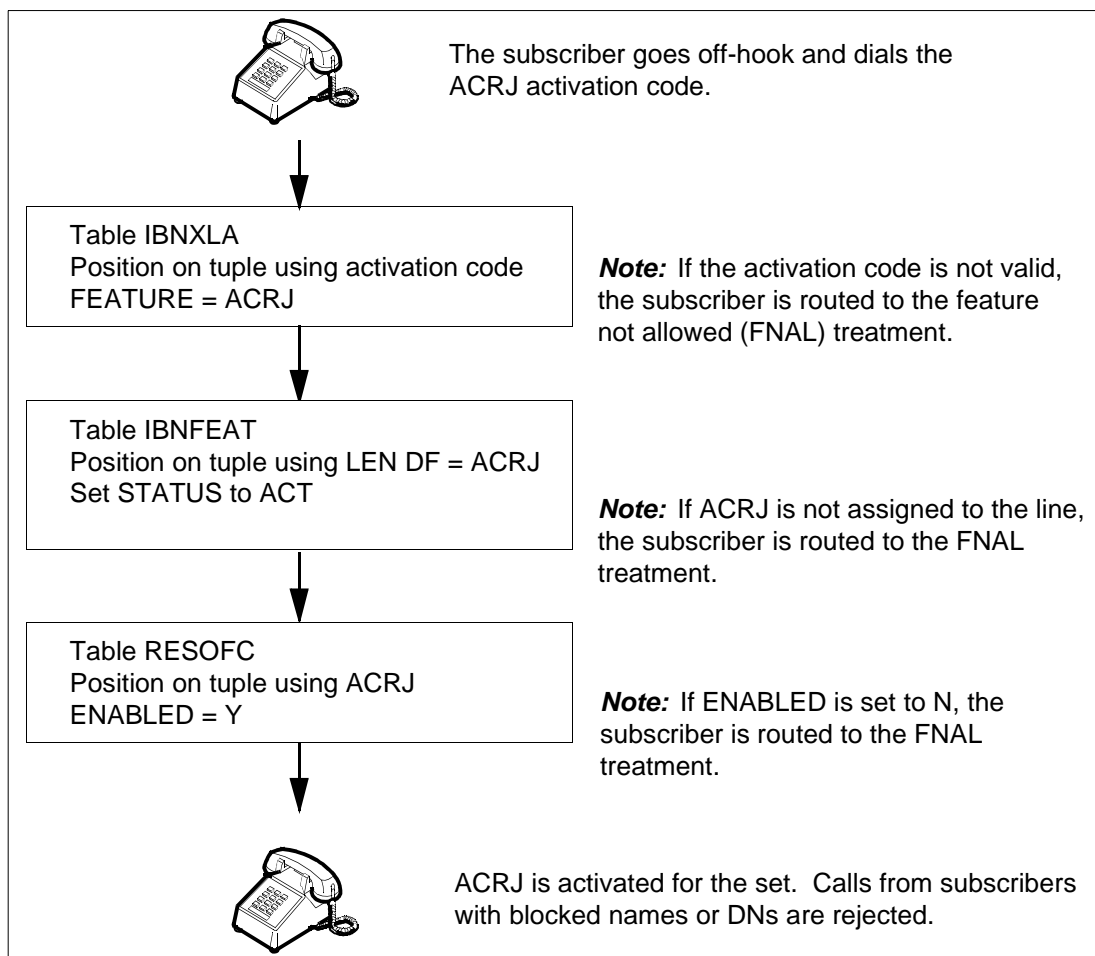 The subscriber goes off-hook and dials the
ACRJ activation code.
Table IBNXLA
Position on tuple using activation code
FEATURE = ACRJ
Note: If the activation code is not valid,
the subscriber is routed to the feature
not allowed (FNAL) treatment.
Table IBNFEAT
Position on tuple using LEN DF = ACRJ
Set STATUS to ACT
Note: If ACRJ is not assigned to the line,
the subscriber is routed to the FNAL
treatment.
Table RESOFC
Position on tuple using ACRJ
ENABLED = Y
Note: If ENABLED is set to N, the
subscriber is routed to the FNAL
treatment.
ACRJ is activated for the set. Calls from subscribers
with blocked names or DNs are rejected.